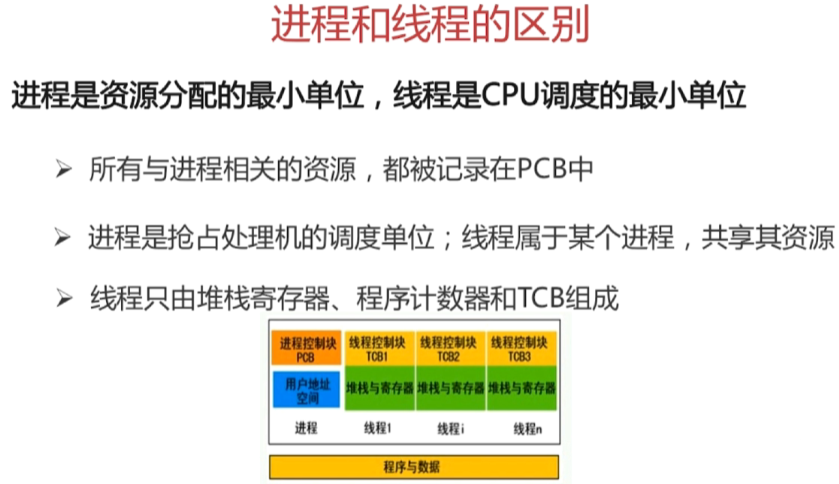 进程和线程的区别
进程是资源分配的最小单位，线程是CPU调度的最小单位
所有与进程相关的资源，都被记录在PCB中
进程是抢占处理机的调度单位；线程属于某个进程，共享其资源
线程只由堆栈寄存器、程序计数器和TCB组成
进程控制块 线程控制块 线程控制块 线程控制块
PCB TCB1 TCB2 TCB3
用户地址 堆栈与寄存器 堆栈与寄存器 堆栈与寄存器
空间
进程 线程1 线程i 线程n
程序与数据